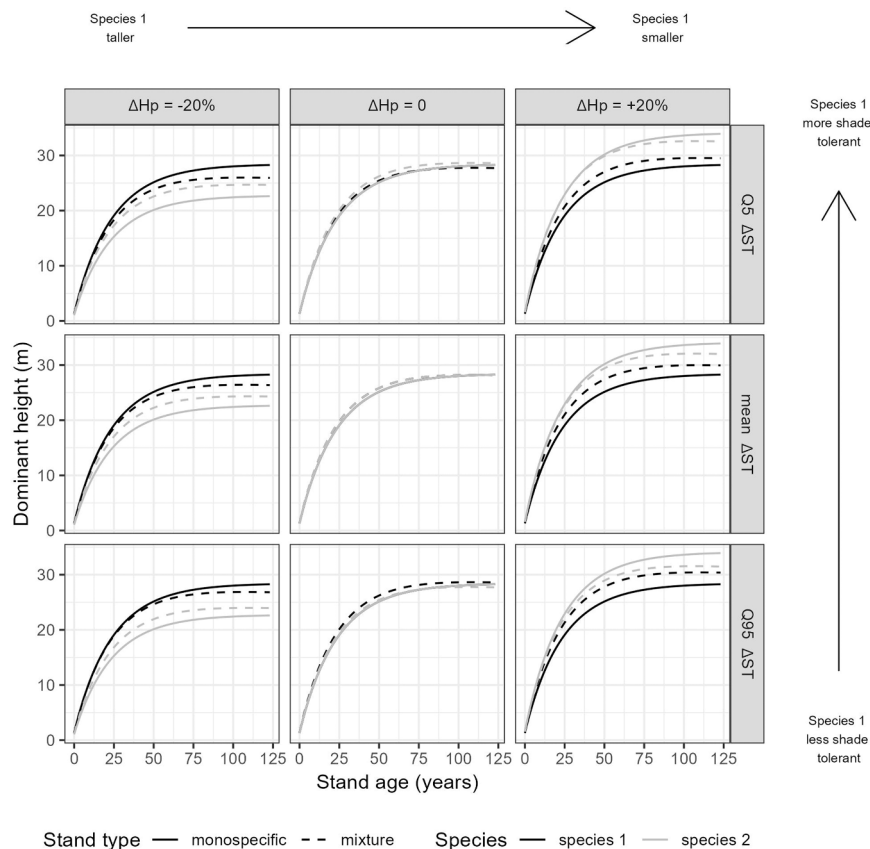 Species 1
taller
Species 1
smaller
ΔHp = -20%
ΔHp = 0
ΔHp = +20%
Species 1
more shade
tolerant
30
20
10
0
Q5 ΔST
30
20
10
0
mean ΔST
30
20
10
0
Q95 ΔST
Dominant height (m)
Species 1
less shade
tolerant
0 25 50 75 100 125
0 25 50 75 100 125
0 25 50 75 100 125
Stand age (years)
Stand type monospecific mixture Species species 1 species 2